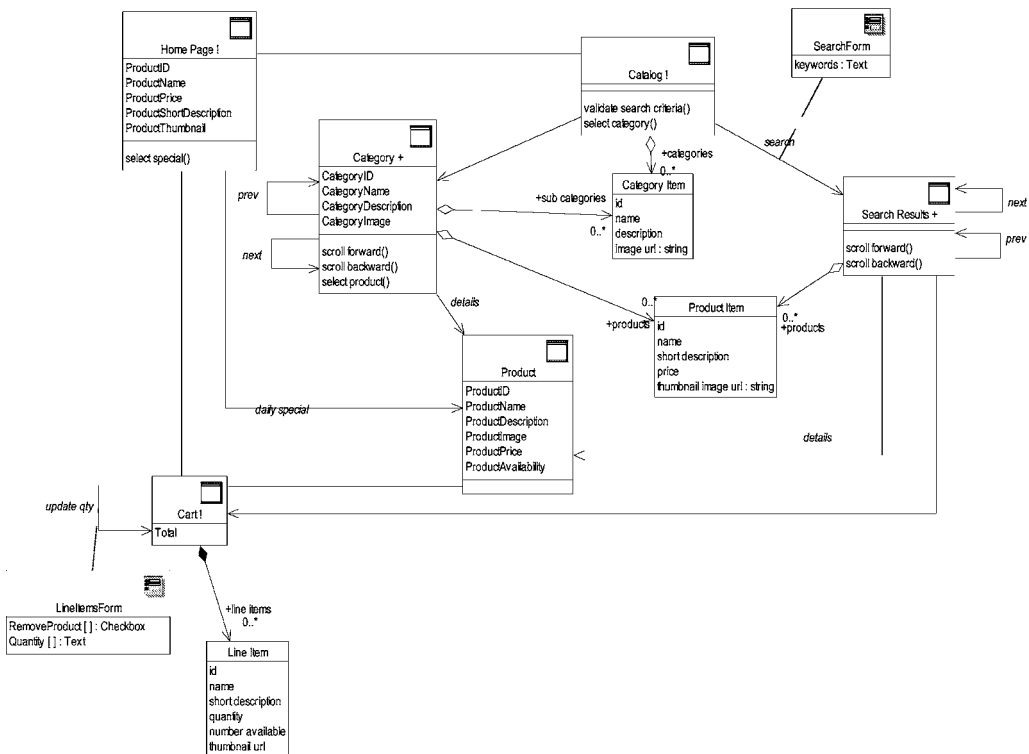 Home Page !
ProductID
ProductName
ProductPrice
ProductShortDescription
ProductThumbnail
select special()
Catalog !
validate search criteria()
select category()
SearchForm
keywords : Text
search
+categories
0..*
Category +
CategoryID
CategoryName
CategoryDescription
CategoryImage
scroll forward()
scroll backward()
select product()
prev
next
+sub categories
0..*
Category Item
id
name
description
image url : string
Search Results +
scroll forward()
scroll backward()
next
prev
details
0..*
+products
Product Item
id
name
short description
price
thumbnail image url : string
0..*
+products
Product
ProductID
ProductName
ProductDescription
ProductImage
ProductPrice
ProductAvailability
daily special
details
update qty
Cart !
Total
LineItemsForm
RemoveProduct [ ] : Checkbox
Quantity [ ] : Text
+line items
0..*
Line Item
id
name
short description
quantity
number available
thumbnail url